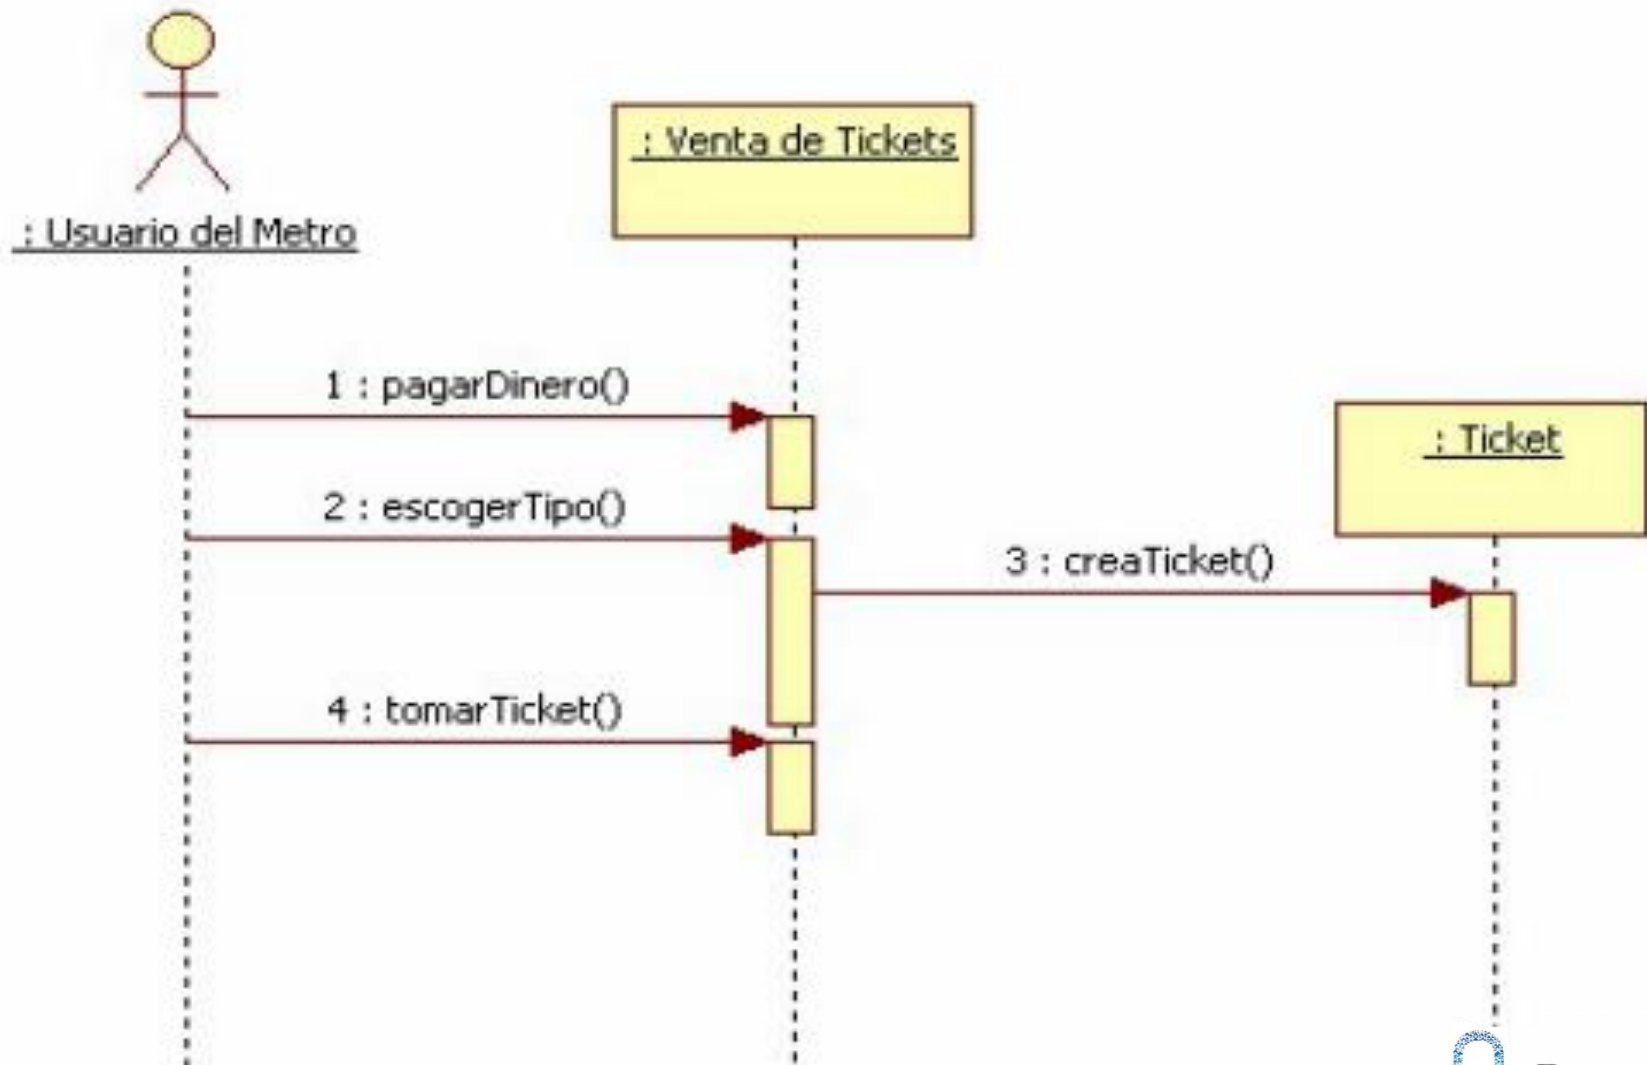 : Venta de Tickets
: Usuario del Metro
1 : pagarDinero()
: Ticket
2 : escogerTipo()
3 : creaTicket()
4 : tomarTicket()